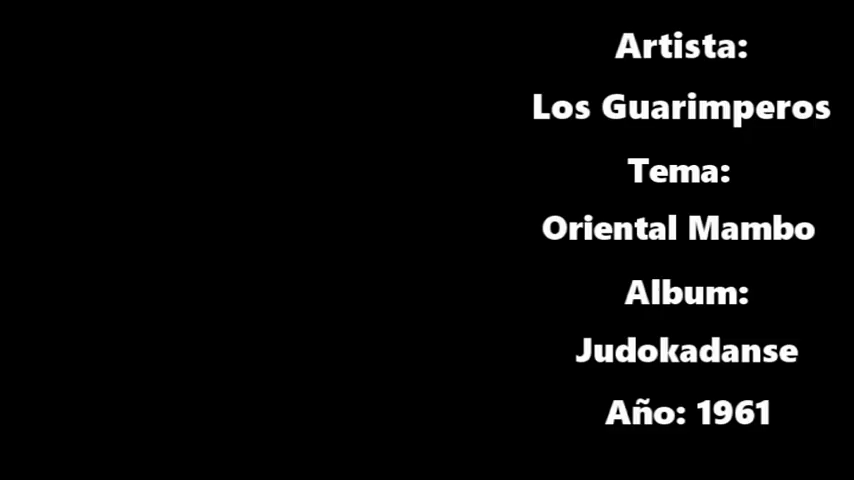 Artista:
Los Guarimperos
Tema:
Oriental Mambo
Album:
Judokadanse
Año: 1961